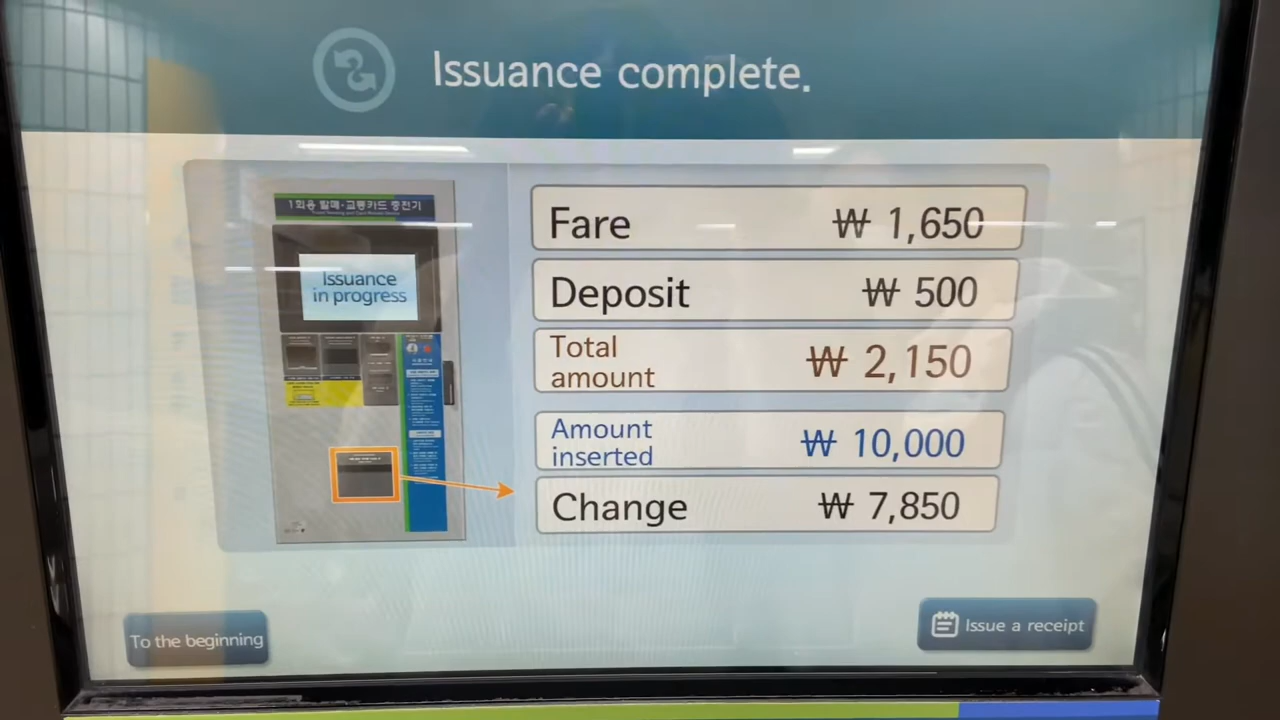 Issuance complete.
1회용 발매·교통카드 충전기
Issuance
in progress
Fare ₩ 1,650
Deposit ₩ 500
Total
amount ₩ 2,150
Amount
inserted ₩ 10,000
Change ₩ 7,850
To the beginning
Issue a receipt